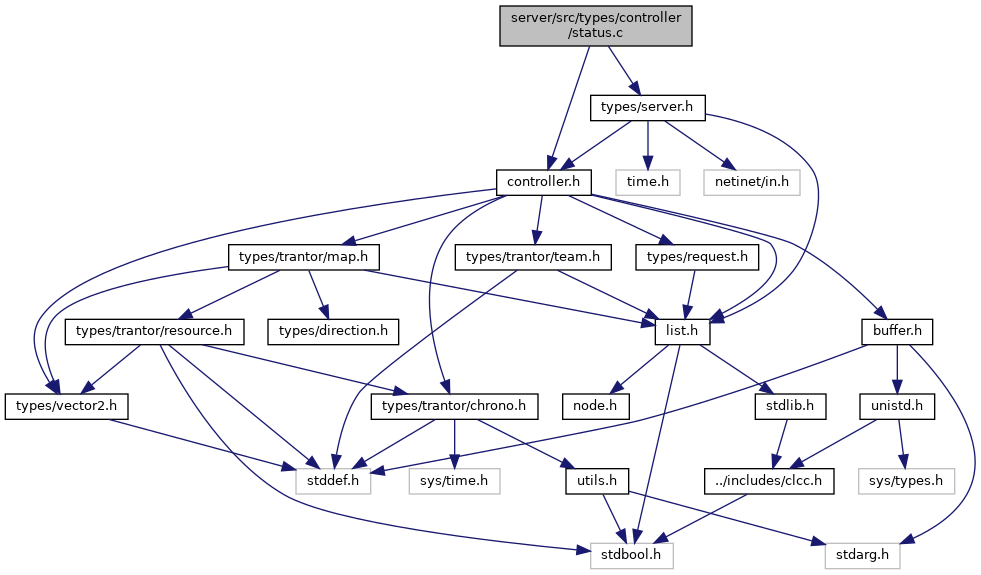 server/src/types/controller
/status.c
types/server.h
controller.h
time.h
netinet/in.h
types/trantor/map.h
types/trantor/team.h
types/request.h
types/trantor/resource.h
types/direction.h
list.h
buffer.h
types/vector2.h
types/trantor/chrono.h
node.h
stdlib.h
unistd.h
stddef.h
sys/time.h
utils.h
../includes/clcc.h
sys/types.h
stdbool.h
stdarg.h